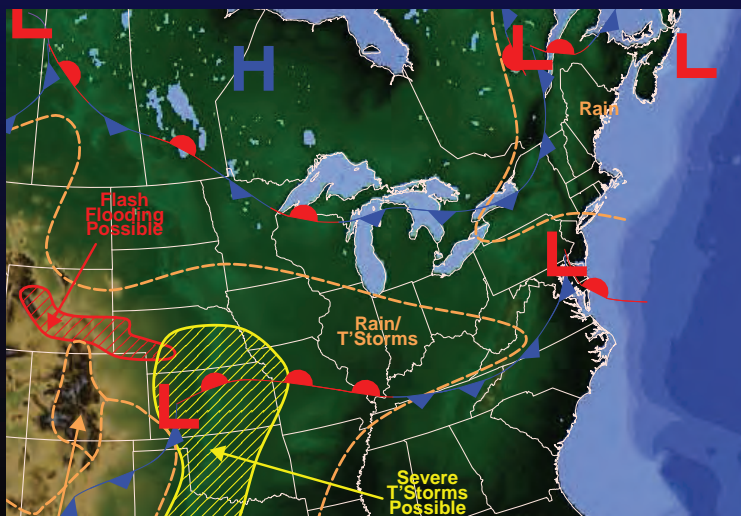 L
H
L
L
Rain
Flash
Flooding
Possible
L
Rain/
T'Storms
L
Severe
T'Storms
Possible